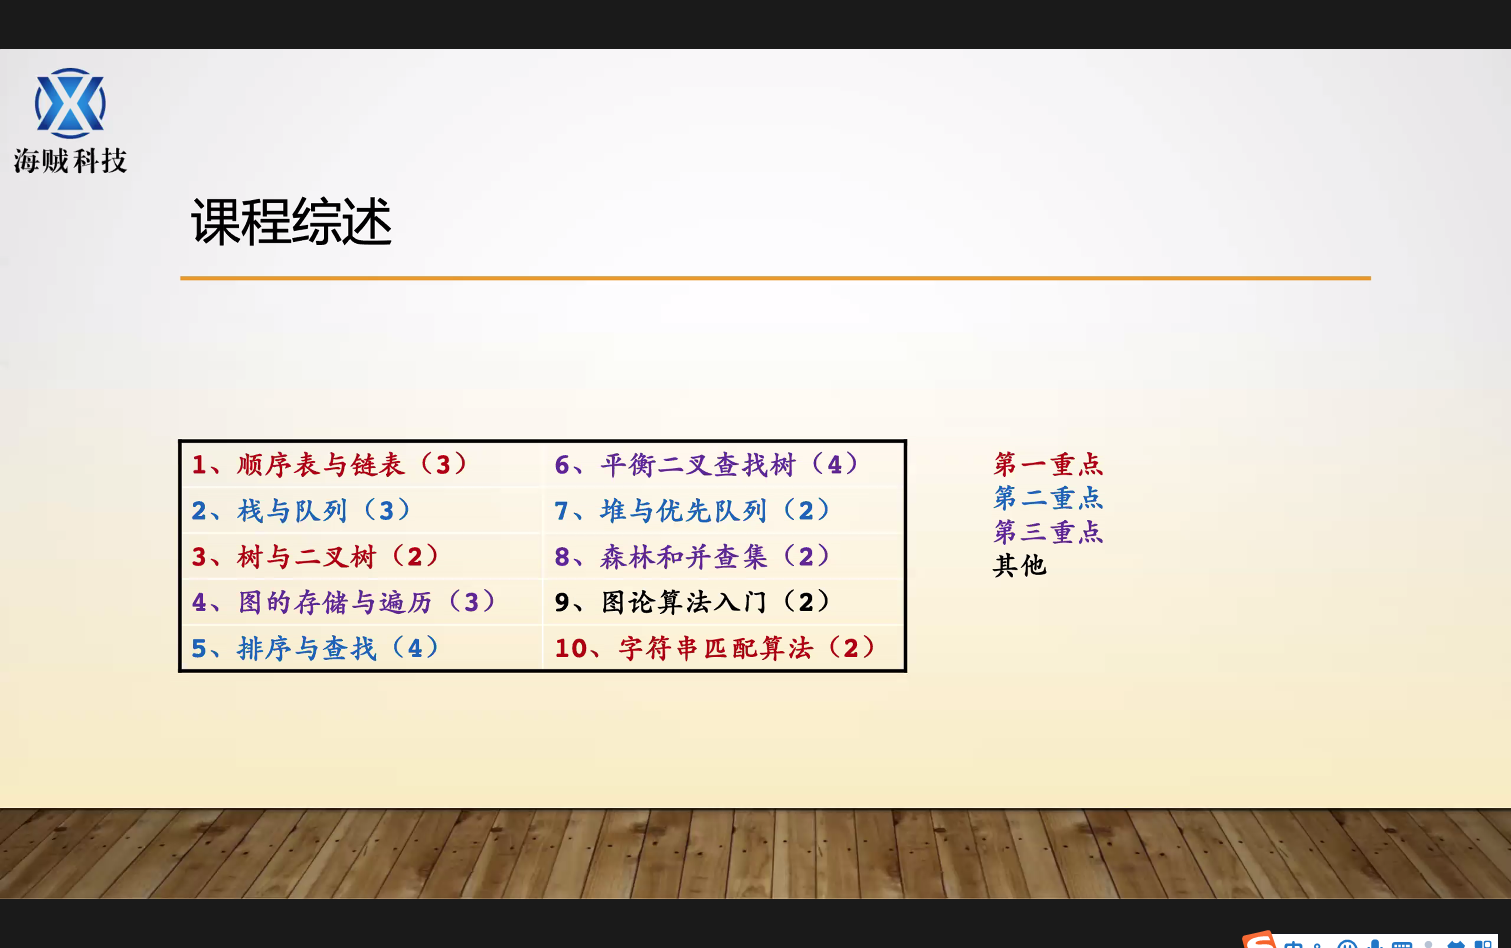 海贼科技
课程综述
1、顺序表与链表（3）
2、栈与队列（3）
3、树与二叉树（2）
4、图的存储与遍历（3）
5、排序与查找（4）
6、平衡二叉查找树（4）
7、堆与优先队列（2）
8、森林和并查集（2）
9、图论算法入门（2）
10、字符串匹配算法（2）
第一重点
第二重点
第三重点
其他